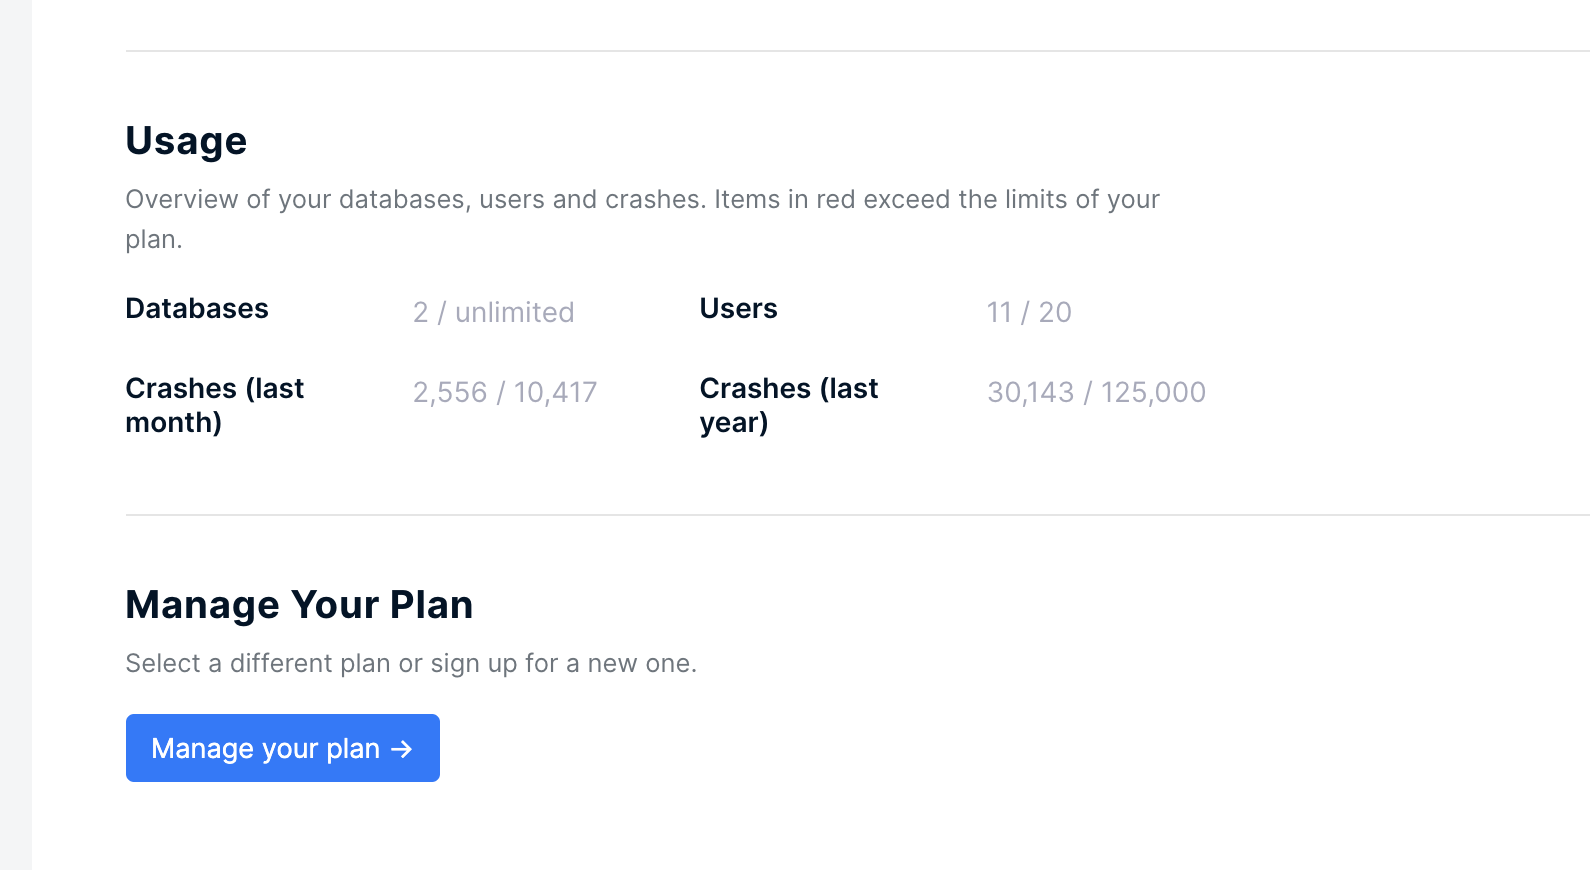 Usage
Overview of your databases, users and crashes. Items in red exceed the limits of your
plan.
Databases 2 / unlimited Users 11 / 20
Crashes (last 2,556 / 10,417 Crashes (last 30,143 / 125,000
month) year)
Manage Your Plan
Select a different plan or sign up for a new one.
Manage your plan →